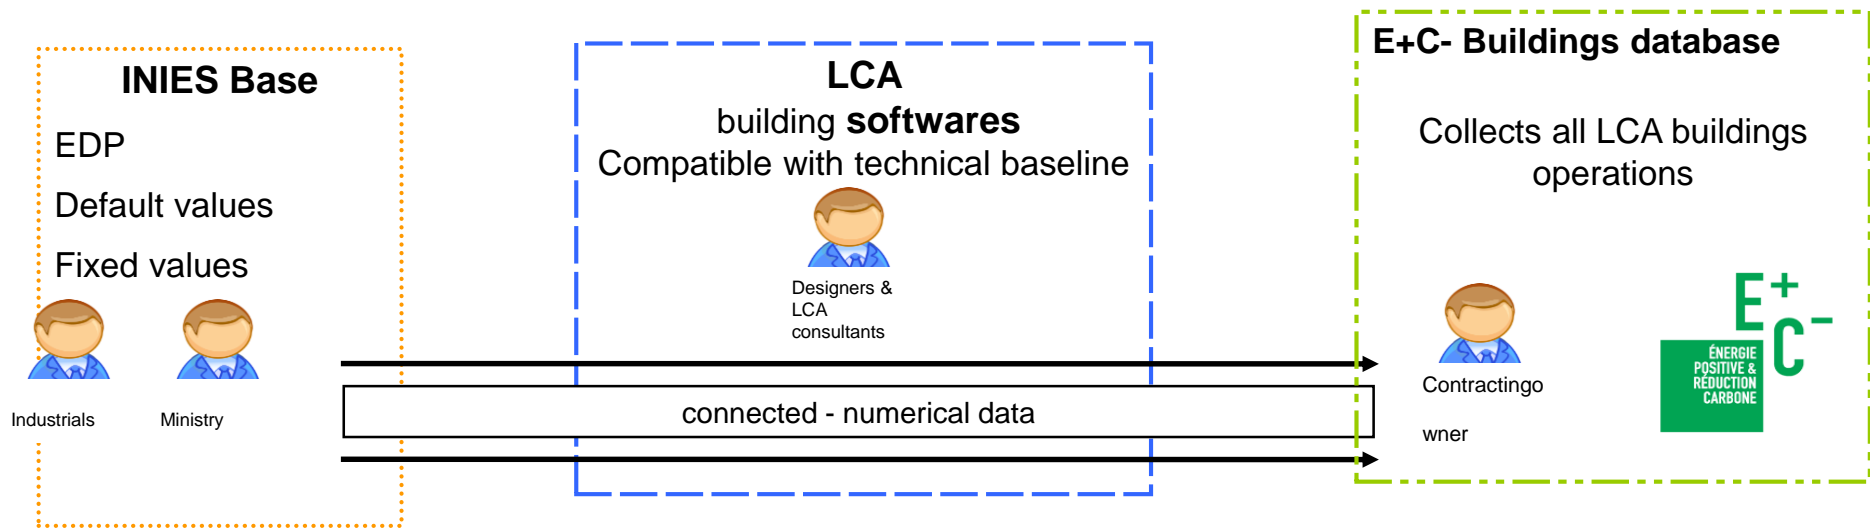 INIES Base
EDP
Default values
Fixed values
Industrials
Ministry
LCA
building softwares
Compatible with technical baseline
Designers &
LCA
consultants
connected - numerical data
E+C- Buildings database
Collects all LCA buildings
operations
Contractingo
wner
E+
C-
ÉNERGIE
POSITIVE &
RÉDUCTION
CARBONE